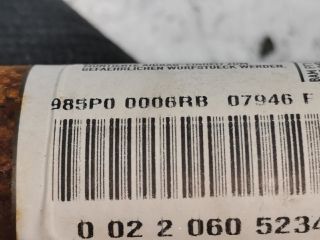 GEFÄHRLICHEN WURFSTÜCK WERDEN.
985P0 0006RB 07946 F
0 02 2 060 5234